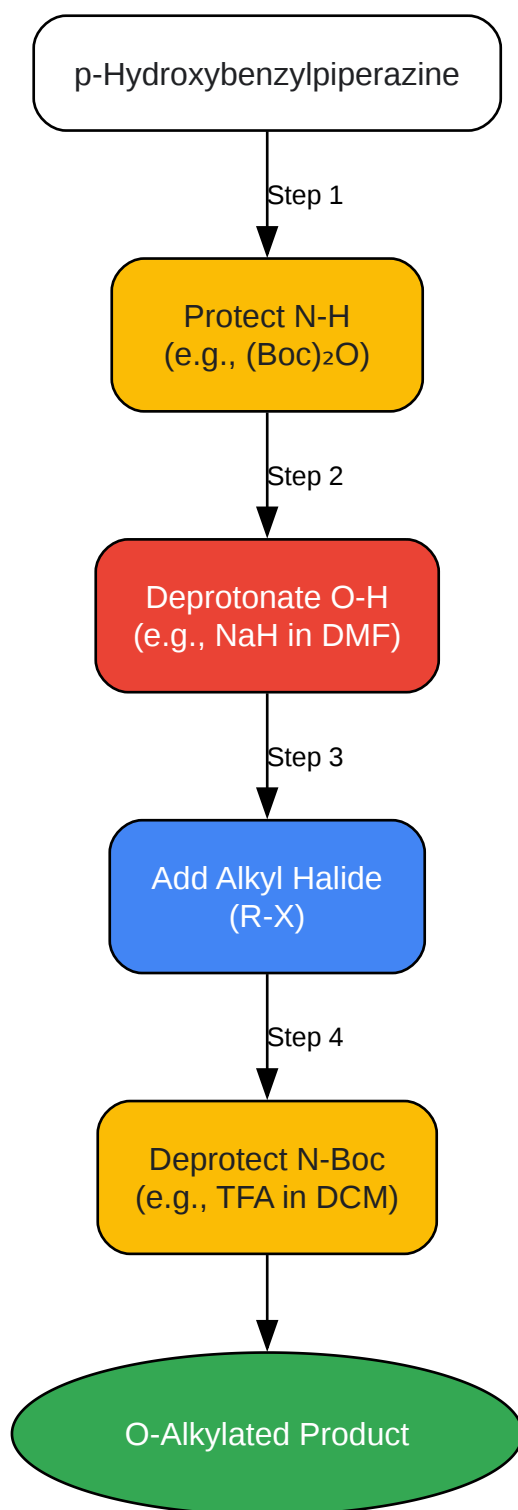 p-Hydroxybenzylpiperazine
Step 1
Protect N-H
(e.g., (Boc)₂O)
Step 2
Deprotonate O-H
(e.g., NaH in DMF)
Step 3
Add Alkyl Halide
(R-X)
Step 4
Deprotect N-Boc
(e.g., TFA in DCM)
O-Alkylated Product